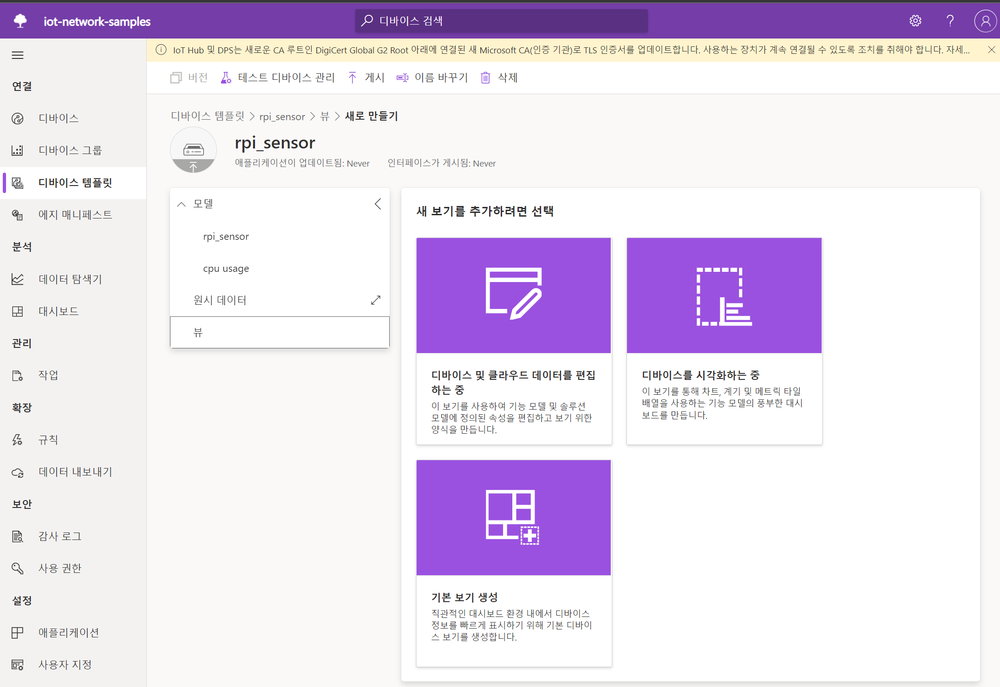 iot-network-samples
디바이스 검색
IoT Hub 및 DPS는 새로운 CA 루트인 DigiCert Global G2 Root 아래에 연결된 새 Microsoft CA(인증 기관)로 TLS 인증서를 업데이트합니다. 사용하는 장치가 계속 연결될 수 있도록 조치를 취해야 합니다. 자세...
버전
테스트 디바이스 관리
게시
이름 바꾸기
삭제
연결
디바이스
디바이스 그룹
디바이스 템플릿
에지 매니페스트
분석
데이터 탐색기
대시보드
관리
작업
확장
규칙
데이터 내보내기
보안
감사 로그
사용 권한
설정
애플리케이션
사용자 지정
디바이스 템플릿 > rpi_sensor > 뷰 > 새로 만들기
rpi_sensor
애플리케이션이 업데이트됨: Never 인터페이스가 게시됨: Never
모델
rpi_sensor
cpu usage
원시 데이터
뷰
새 보기를 추가하려면 선택
디바이스 및 클라우드 데이터를 편집
하는 중
이 보기를 사용하여 기능 모델 및 솔루션
모델에 정의된 속성을 편집하고 보기 위한
양식을 만듭니다.
디바이스를 시각화하는 중
이 보기를 통해 차트, 계기 및 메트릭 타일
배열을 사용하는 기능 모델의 풍부한 대시
보드를 만듭니다.
기본 보기 생성
직관적인 대시보드 환경 내에서 디바이스
정보를 빠르게 표시하기 위해 기본 디바이
스 보기를 생성합니다.